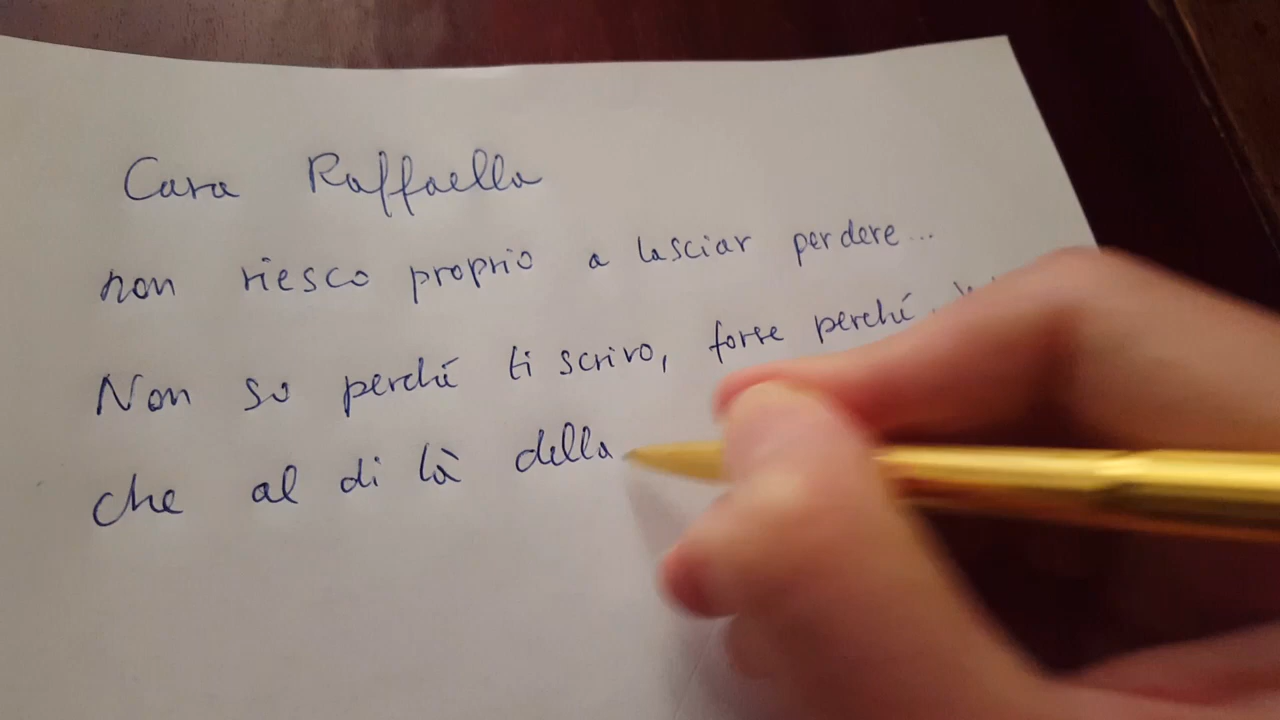 Cara Raffaella
non riesco proprio a lasciar perdere...
Non so perché ti scrivo, forse perché
che al di là della